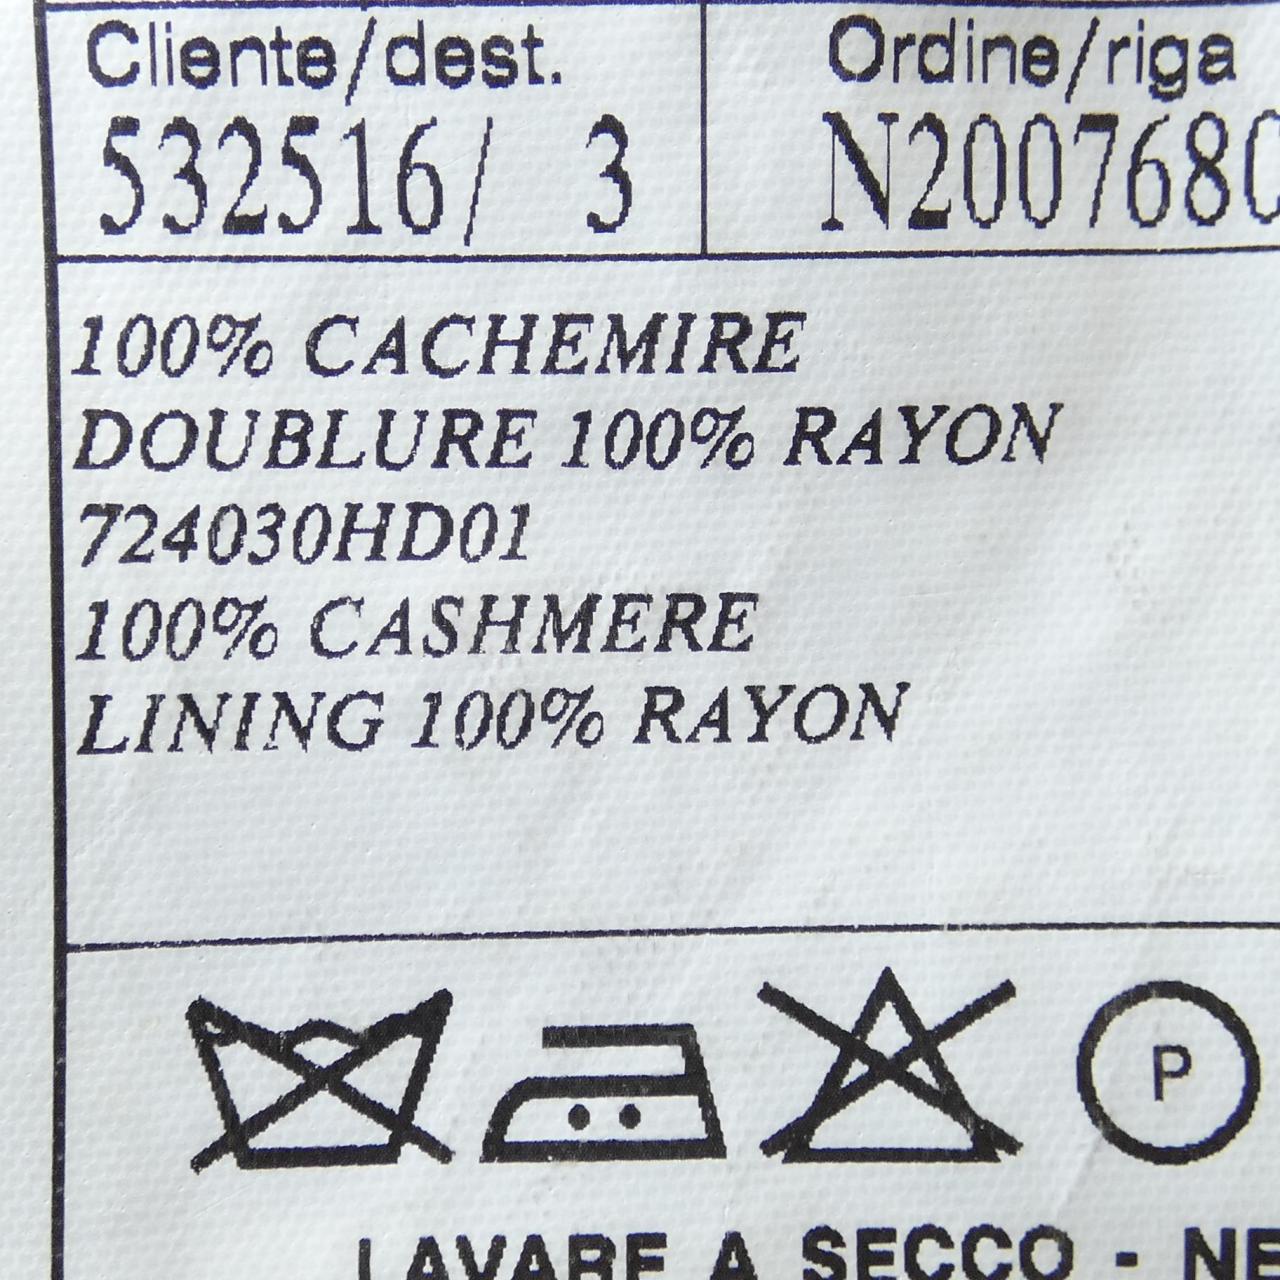 Cliente/dest.
Ordine/riga
532516/ 3
N200768
100% CACHEMIRE
DOUBLURE 100% RAYON
724030HD01
100% CASHMERE
LINING 100% RAYON
P
LAVARE A SECCO - NE